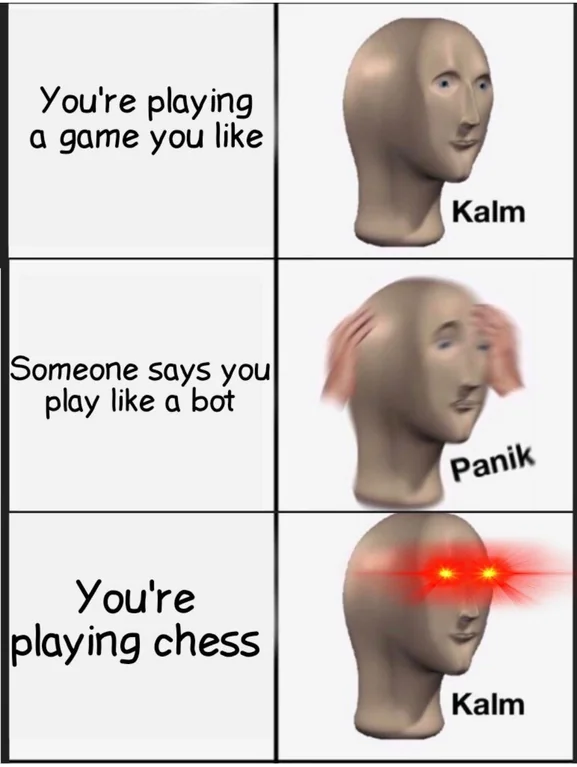 You're playing
a game you like
Kalm
Someone says you
play like a bot
Panik
You're
playing chess
Kalm